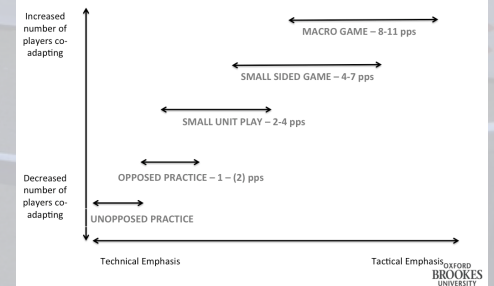 Increased
number of
players co-
adapting
MACRO GAME – 8-11 pps
SMALL SIDED GAME – 4-7 pps
SMALL UNIT PLAY – 2-4 pps
OPPOSED PRACTICE – 1 – (2) pps
Decreased
number of
players co-
adapting
UNOPPOSED PRACTICE
Technical Emphasis
Tactical Emphasis
OXFORD
BROOKES
UNIVERSITY